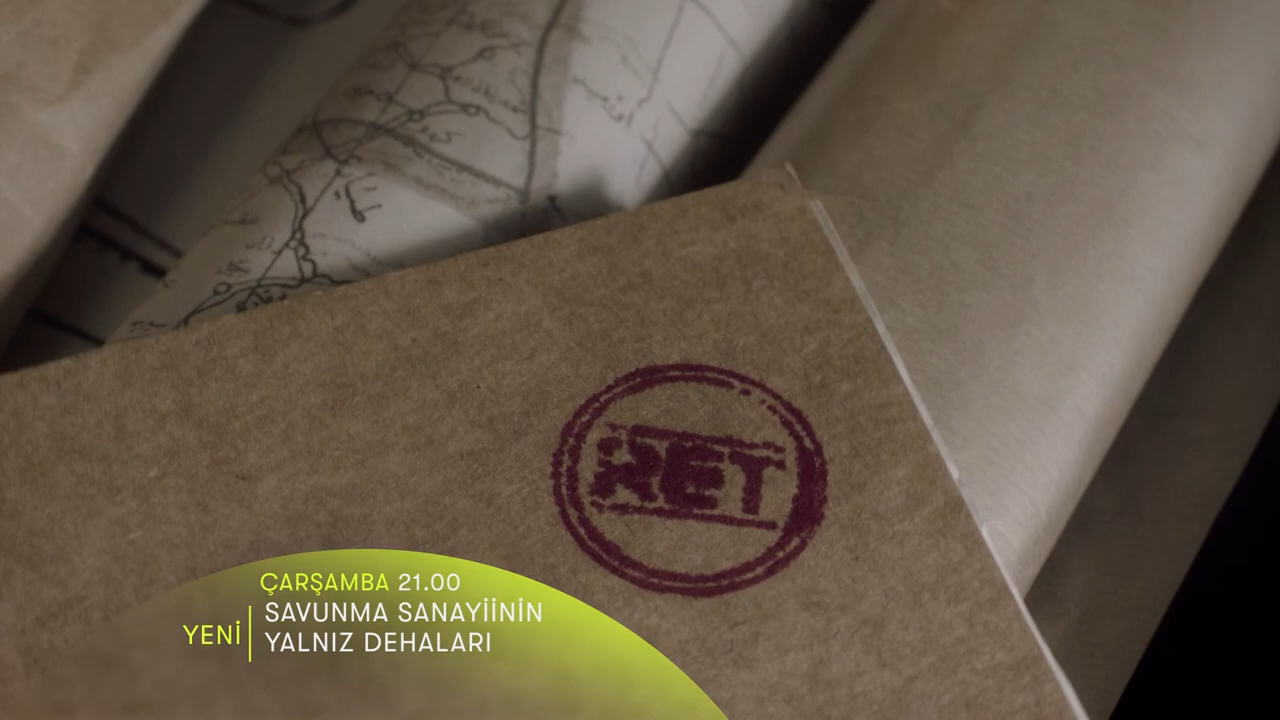 RET
ÇARŞAMBA 21.00
YENİ
SAVUNMA SANAYİİNİN
YALNIZ DEHALARI